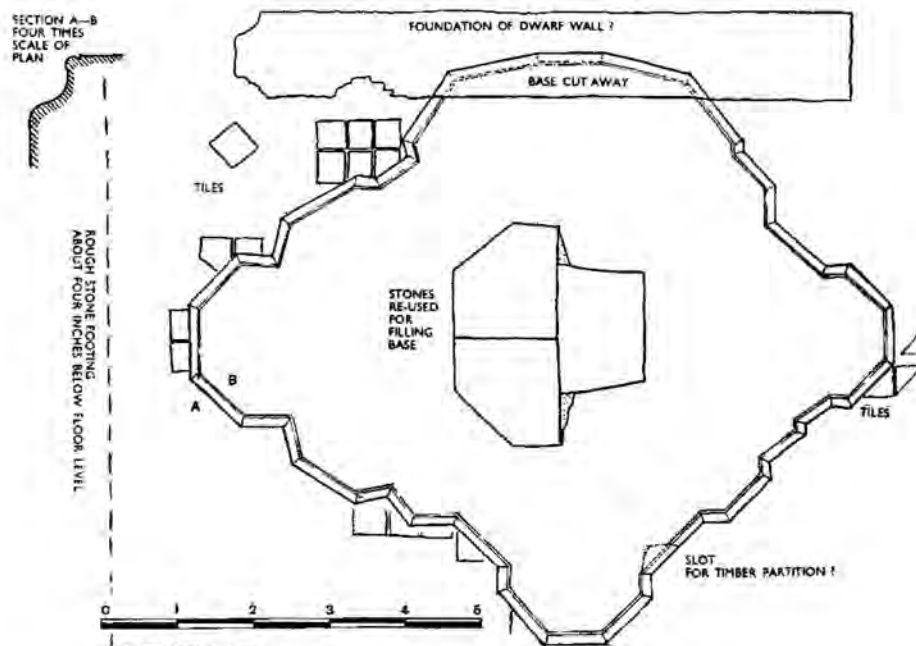 SECTION A—B
FOUR TIMES
SCALE OF
PLAN
FOUNDATION OF DWARF WALL ?
BASE CUT AWAY
TILES
ROUGH STONE FOOTING
ABOUT FOUR INCHES BELOW FLOOR LEVEL
STONES
RE-USED
FOR
FILLING
BASE
B
A
TILES
SLOT
FOR TIMBER PARTITION ?
0 1 2 3 4 5